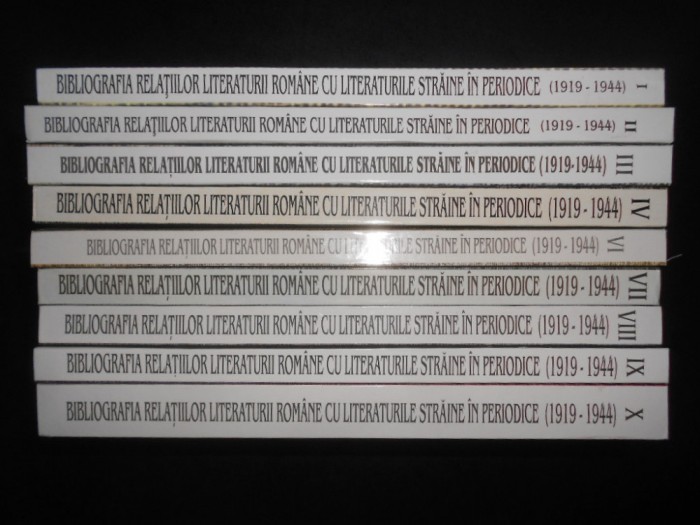 BIBLIOGRAFIA RELAȚIILOR LITERATURII ROMÂNE CU LITERATURILE STRĂINE ÎN PERIODICE (1919 - 1944) I
BIBLIOGRAFIA RELAȚIILOR LITERATURII ROMÂNE CU LITERATURILE STRĂINE ÎN PERIODICE (1919 - 1944) II
BIBLIOGRAFIA RELAȚIILOR LITERATURII ROMÂNE CU LITERATURILE STRĂINE ÎN PERIODICE (1919-1944) III
BIBLIOGRAFIA RELAȚIILOR LITERATURII ROMÂNE CU LITERATURILE STRĂINE ÎN PERIODICE (1919 - 1944) IV
BIBLIOGRAFIA RELAȚIILOR LITERATURII ROMÂNE CU LITERATURILE STRĂINE ÎN PERIODICE (1919 - 1944) VI
BIBLIOGRAFIA RELAȚIILOR LITERATURII ROMÂNE CU LITERATURILE STRĂINE ÎN PERIODICE (1919 - 1944) VII
BIBLIOGRAFIA RELAȚIILOR LITERATURII ROMÂNE CU LITERATURILE STRĂINE ÎN PERIODICE (1919 - 1944) VIII
BIBLIOGRAFIA RELAȚIILOR LITERATURII ROMÂNE CU LITERATURILE STRĂINE ÎN PERIODICE (1919 - 1944) IX
BIBLIOGRAFIA RELAȚIILOR LITERATURII ROMÂNE CU LITERATURILE STRĂINE ÎN PERIODICE (1919 - 1944) X